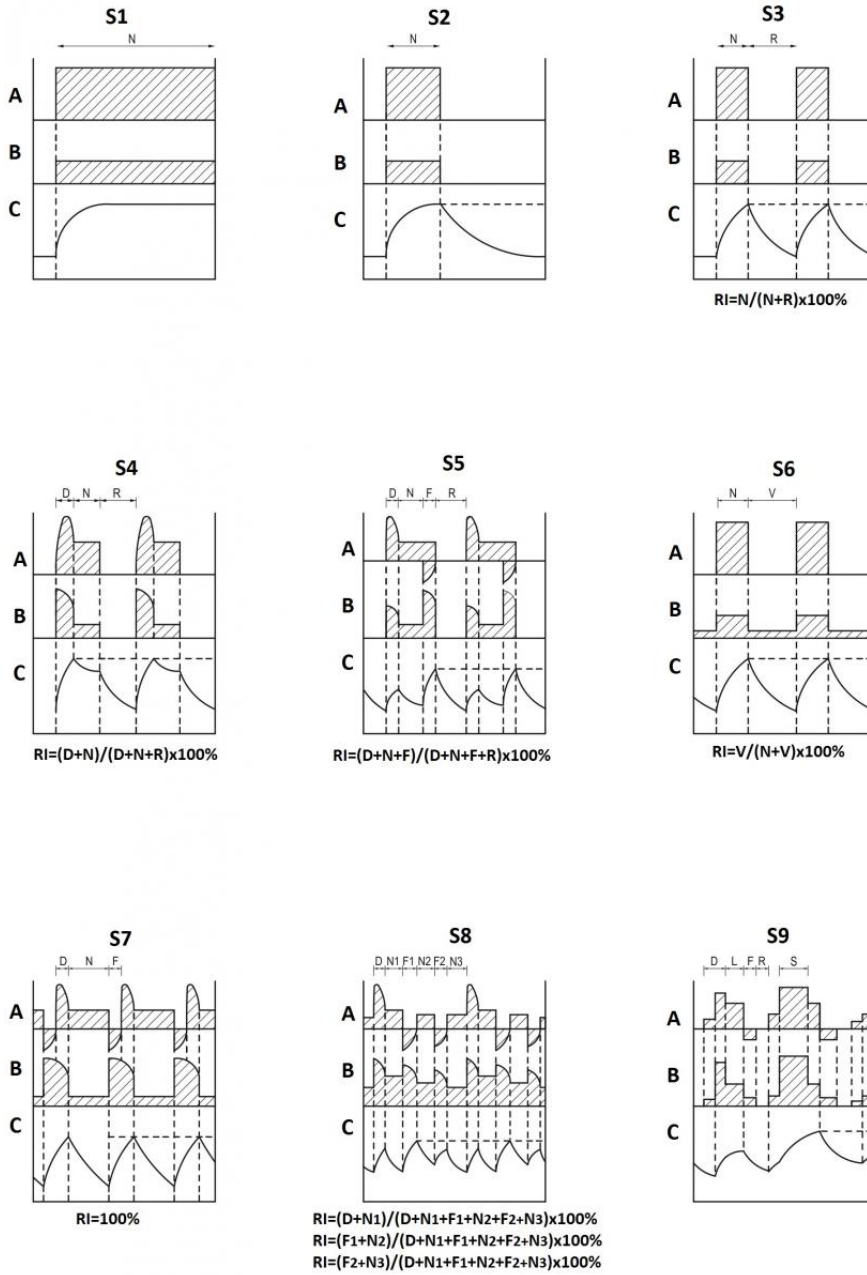 S1
N
A
B
C
S2
N
A
B
C
S3
N R
A
B
C
RI=N/(N+R)x100%
S4
D N R
A
B
C
RI=(D+N)/(D+N+R)x100%
S5
D N F R
A
B
C
RI=(D+N+F)/(D+N+F+R)x100%
S6
N V
A
B
C
RI=V/(N+V)x100%
S7
D N F
A
B
C
RI=100%
S8
D N1 F1 N2 F2 N3
A
B
C
RI=(D+N1)/(D+N1+F1+N2+F2+N3)x100%
RI=(F1+N2)/(D+N1+F1+N2+F2+N3)x100%
RI=(F2+N3)/(D+N1+F1+N2+F2+N3)x100%
S9
D L F R S
A
B
C